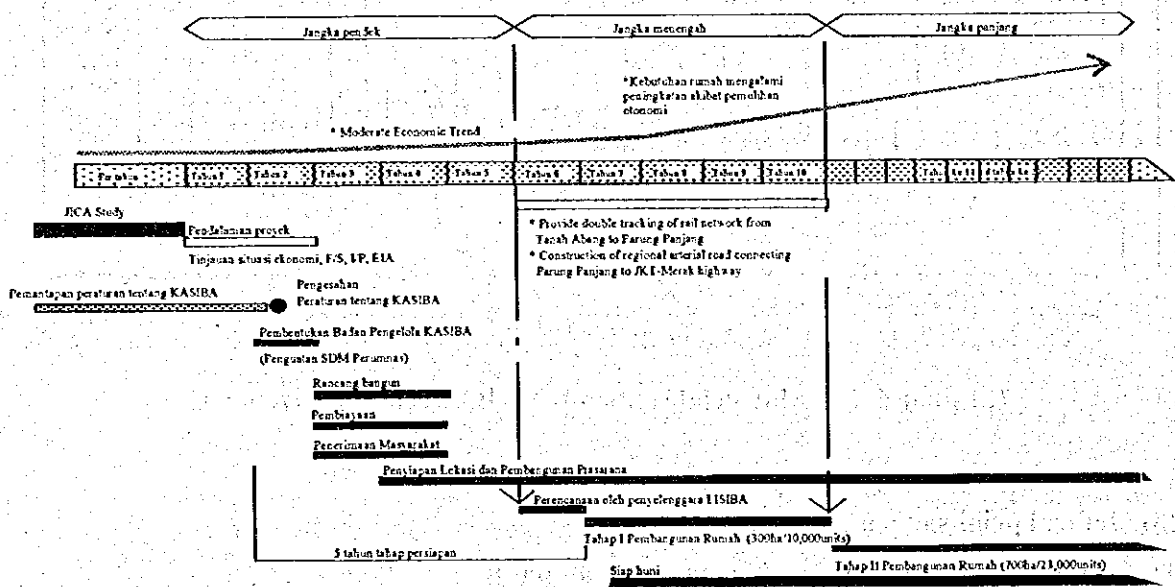 Jangka pendek
Jangka menengah
Jangka panjang
*Kebutuhan rumah mengalami
peningkatan akibat pemulihan
otonomi
* Moderate Economic Trend
Tahun 1
Tahun 2
Tahun 3
Tahun 4
Tahun 5
Tahun 6
Tahun 7
Tahun 8
Tahun 9
Tahun 10
JICA Study
Pendalaman proyek
Tinjauan situasi ekonomi, F/S, I/P, EIA
* Provide double tracking of rail network from
Tanah Abang to Parung Panjang
* Construction of regional arterial road connecting
Parung Panjang to JKT-Merak highway
Pemantapan peraturan tentang KASIBA
Pengesahan
Peraturan tentang KASIBA
Pembentukan Badan Pengelola KASIBA
(Penguatan SDM Perumnas)
Rancang bangun
Pembiayaan
Penerimaan Masyarakat
Penyiapan Lokasi dan Pembangunan Prasarana
Perencanaan oleh penyelenggara LISIBA
Tahap I Pembangunan Rumah (300ha/10,000units)
5 tahun tahap persiapan
Tahap II Pembangunan Rumah (700ha/23,000units)
Siap huni